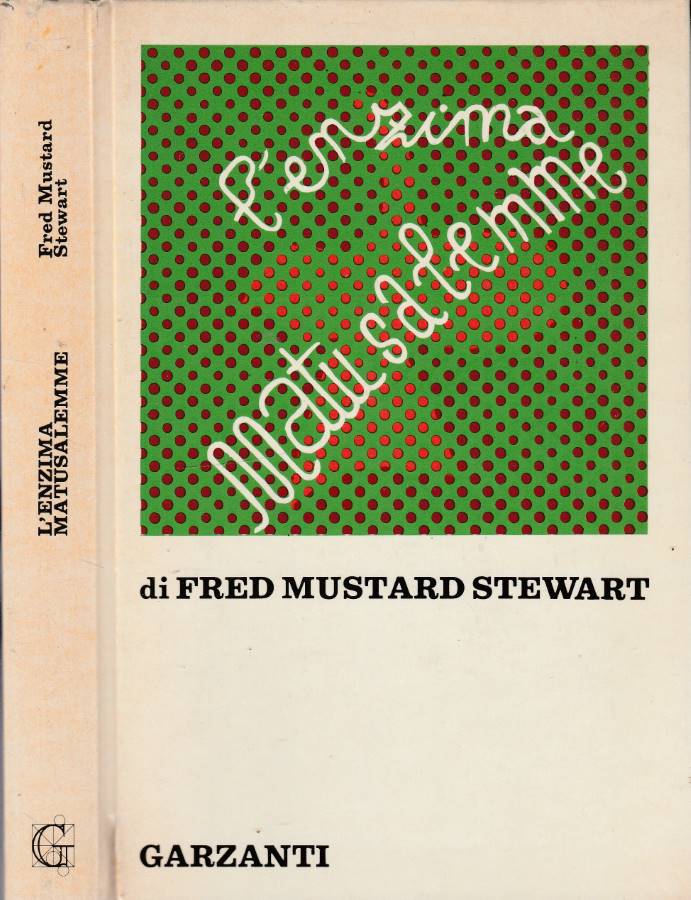 Fred Mustard
Stewart
L'ENZIMA
MATUSALEMME
G
l'enzima
Matusalemme
di FRED MUSTARD STEWART
GARZANTI